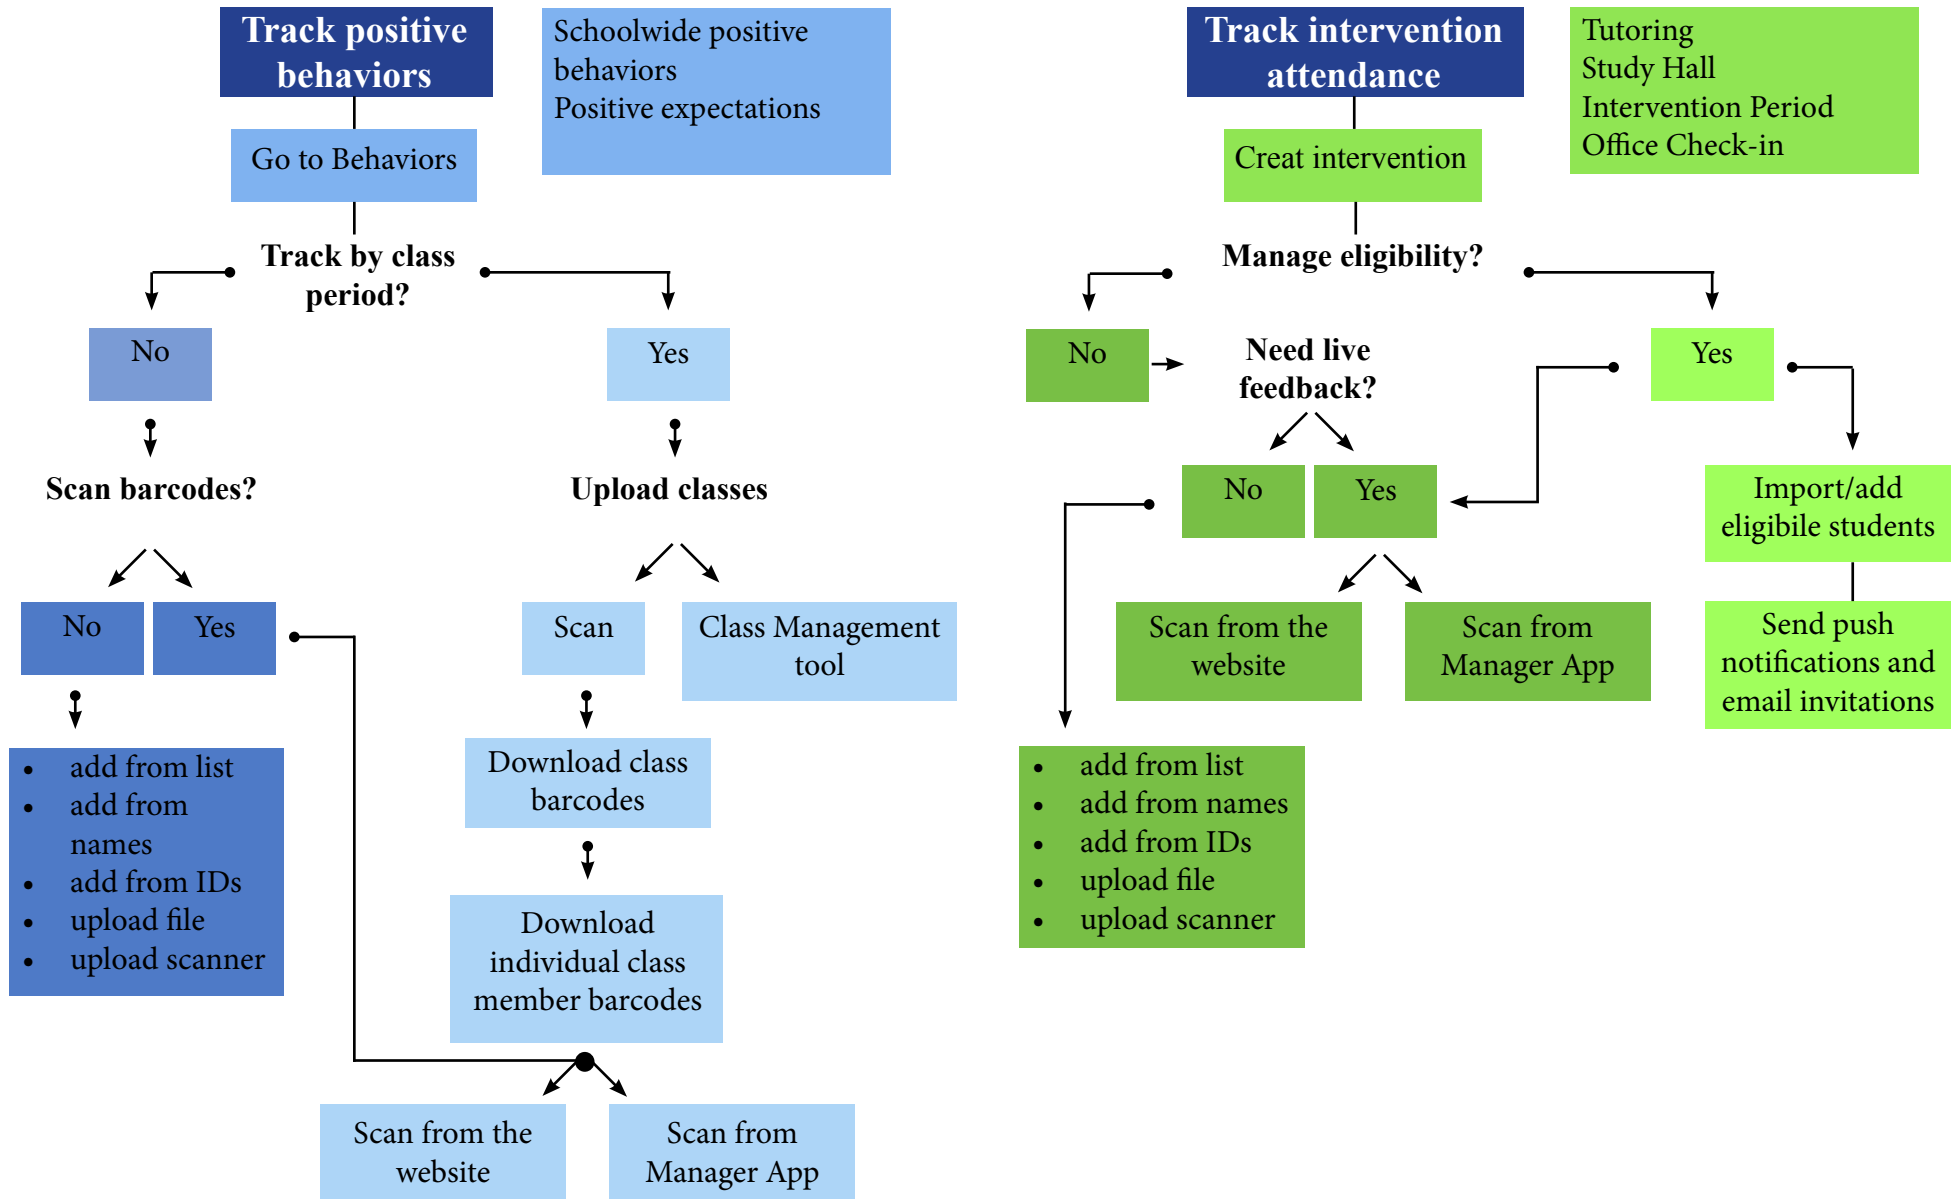 Track positive
behaviors
Schoolwide positive
behaviors
Positive expectations
Go to Behaviors
Track by class
period?
No
Yes
Scan barcodes?
Upload classes
No
Yes
Scan
Class Management
tool
• add from list
• add from
names
• add from IDs
• upload file
• upload scanner
Download class
barcodes
Download
individual class
member barcodes
Scan from the
website
Scan from
Manager App
Track intervention
attendance
Tutoring
Study Hall
Intervention Period
Office Check-in
Creat intervention
Manage eligibility?
No
Need live
feedback?
Yes
No
Yes
Import/add
eligibile students
Scan from the
website
Scan from
Manager App
Send push
notifications and
email invitations
• add from list
• add from names
• add from IDs
• upload file
• upload scanner